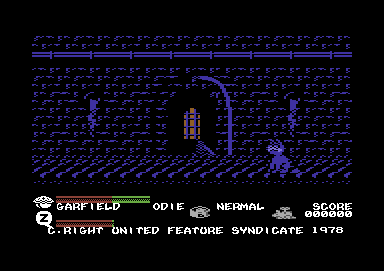 GARFIELD ODIE NERMAL SCORE
000000
Z
C.RIGHT UNITED FEATURE SYNDICATE 1978